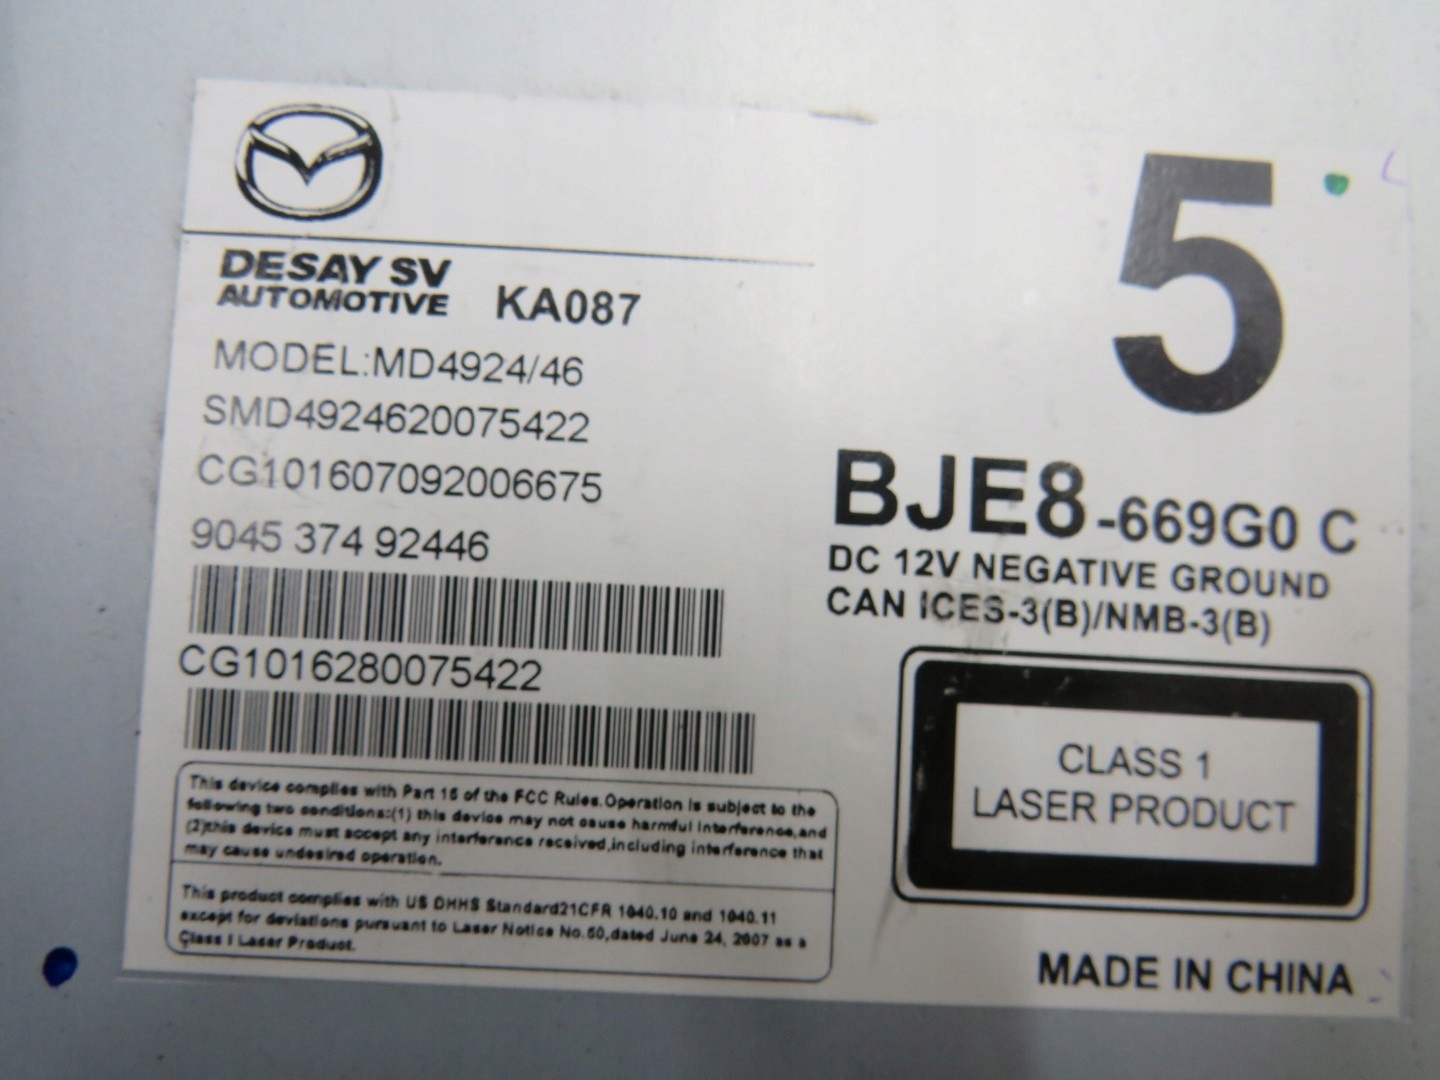 DESAY SV
AUTOMOTIVE
KA087
MODEL:MD4924/46
SMD4924620075422
CG101607092006675
9045 374 92446
CG1016280075422
This device complies with Part 15 of the FCC Rules.Operation is subject to the
following two conditions:(1) this device may not cause harmful interference,and
(2)this device must accept any interference received,including interference that
may cause undesired operation.
This product complies with US DHHS Standard21CFR 1040.10 and 1040.11
except for deviations pursuant to Laser Notice No.50,dated June 24, 2007 as a
Class I Laser Product.
5
BJE8-669G0 C
DC 12V NEGATIVE GROUND
CAN ICES-3(B)/NMB-3(B)
CLASS 1
LASER PRODUCT
MADE IN CHINA